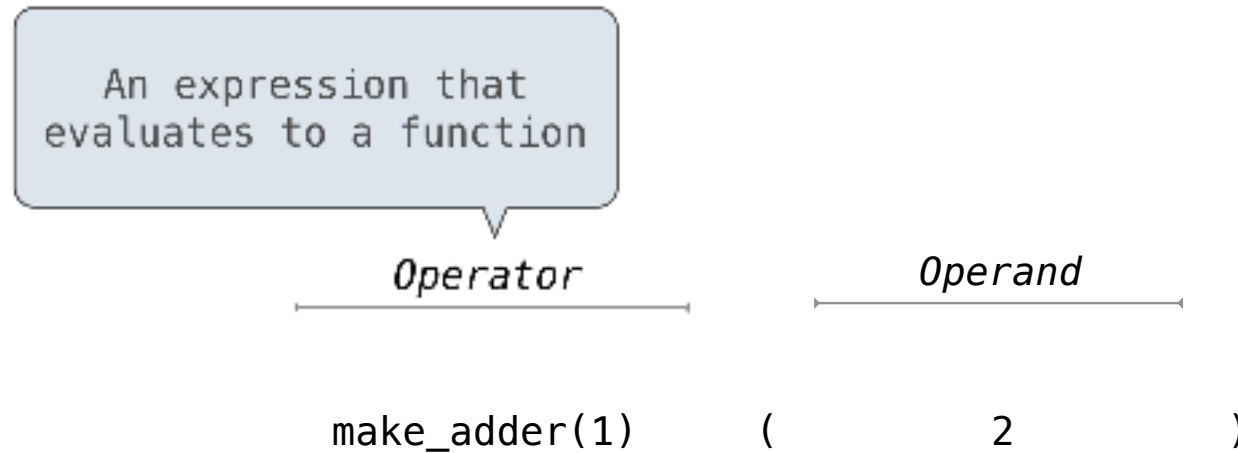 An expression that
evaluates to a function
Operator Operand
make_adder(1) ( 2 )